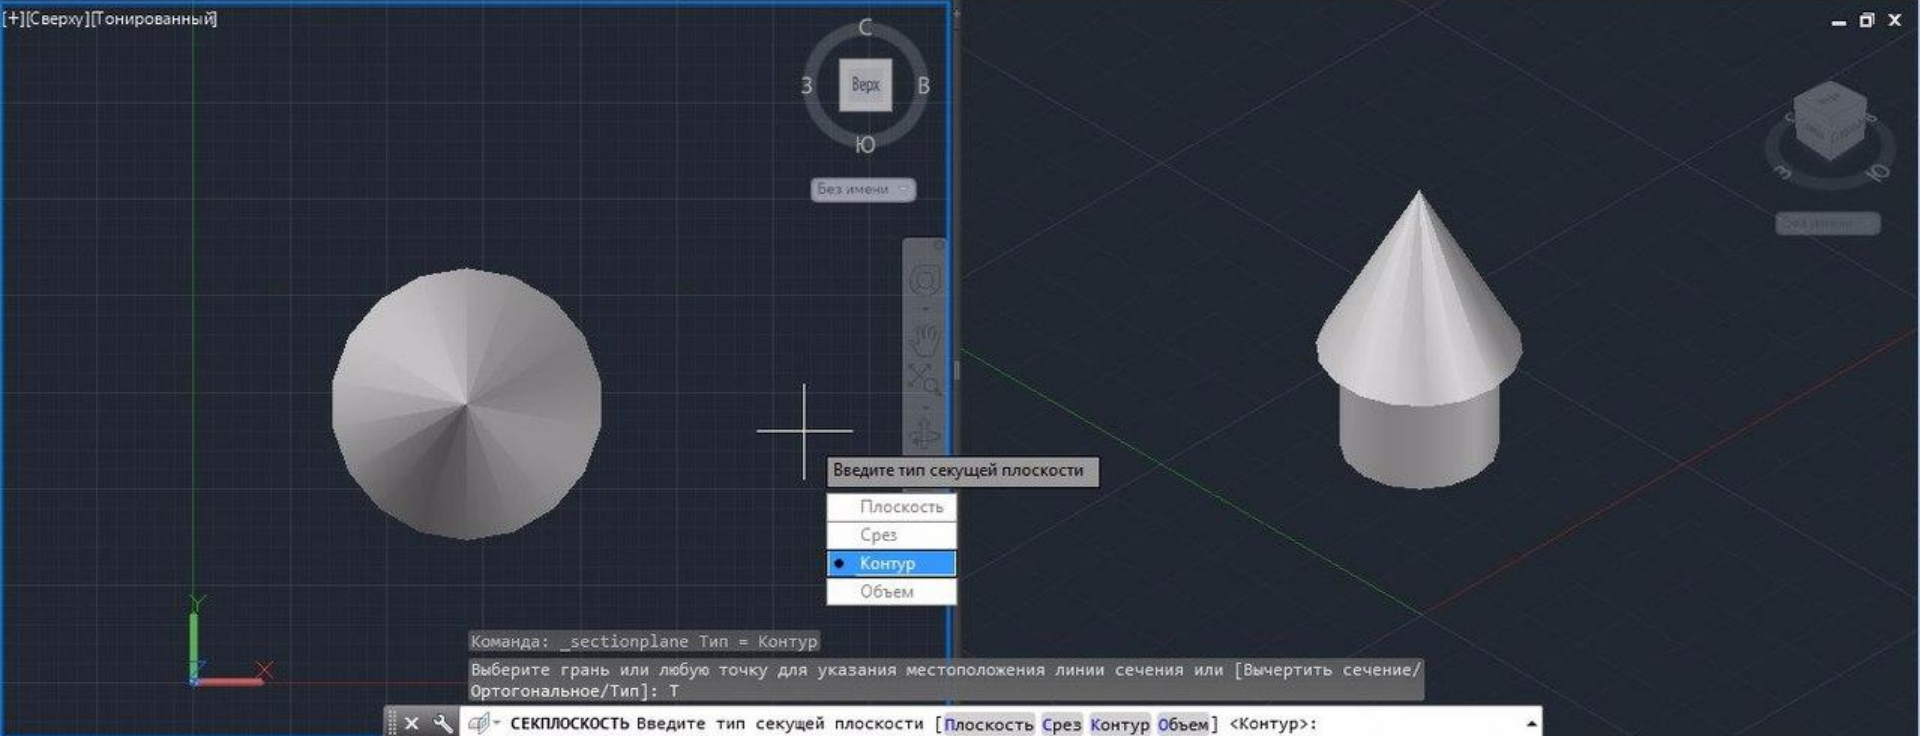 [+][Сверху][Тонированный]
С
З
Верх
В
Ю
Без имени
З
Ю
Введите тип секущей плоскости
Плоскость
Срез
Контур
Объем
Y
Z
X
Команда: _sectionplane Тип = Контур
Выберите грань или любую точку для указания местоположения линии сечения или [Вычертить сечение/
Ортогональное/Тип]: Т
СЕКПЛОСКОСТЬ Введите тип секущей плоскости [Плоскость Срез Контур Объем] <Контур>: